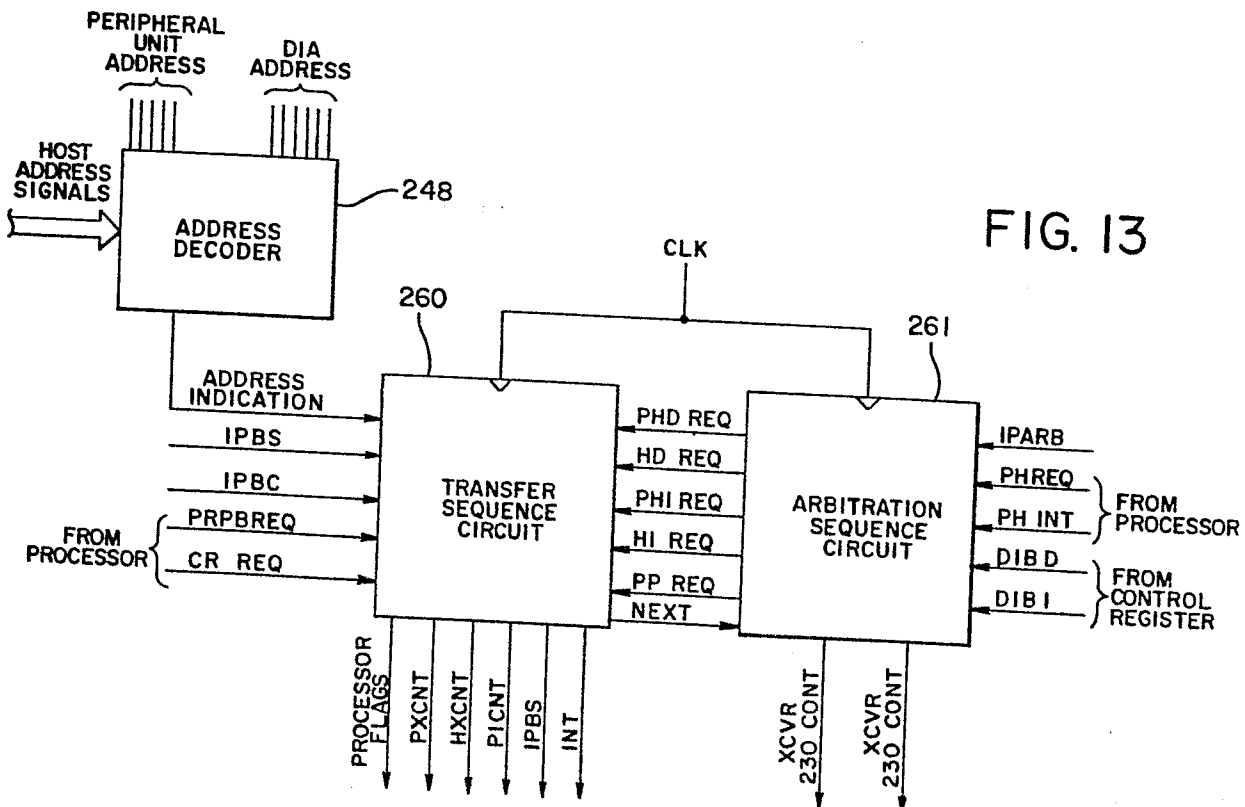 PERIPHERAL
UNIT
ADDRESS
DIA
ADDRESS
HOST
ADDRESS
SIGNALS
248
ADDRESS
DECODER
FIG. 13
CLK
260
261
ADDRESS
INDICATION
IPBS
IPBC
FROM
PROCESSOR
PRPBREQ
CR REQ
TRANSFER
SEQUENCE
CIRCUIT
PHD REQ
HD REQ
PHI REQ
HI REQ
PP REQ
NEXT
ARBITRATION
SEQUENCE
CIRCUIT
IPARB
PHREQ
PH INT
FROM
PROCESSOR
DIBD
DIBI
FROM
CONTROL
REGISTER
PROCESSOR
FLAGS
PXCNT
HXCNT
PICNT
IPBS
INT
XCVR
230 CONT
XCVR
230 CONT